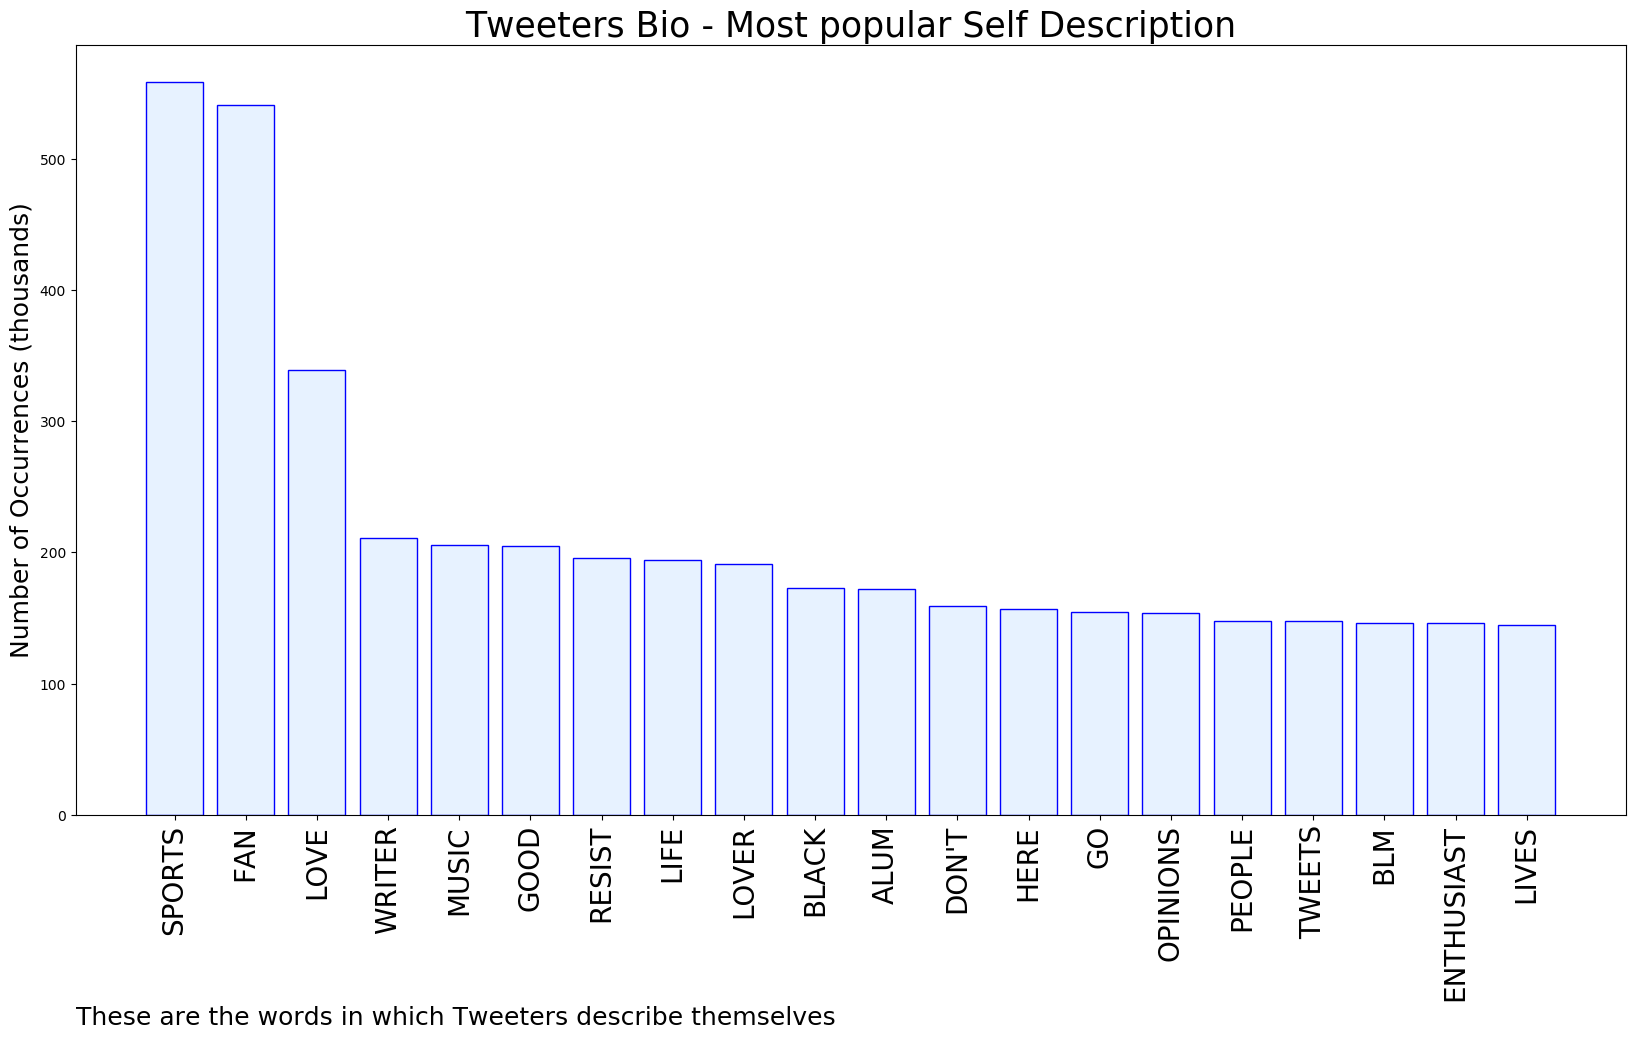 Tweeters Bio - Most popular Self Description
Number of Occurrences (thousands)
500
400
300
200
100
0
SPORTS
FAN
LOVE
WRITER
MUSIC
GOOD
RESIST
LIFE
LOVER
BLACK
ALUM
DON'T
HERE
GO
OPINIONS
PEOPLE
TWEETS
BLM
ENTHUSIAST
LIVES
These are the words in which Tweeters describe themselves